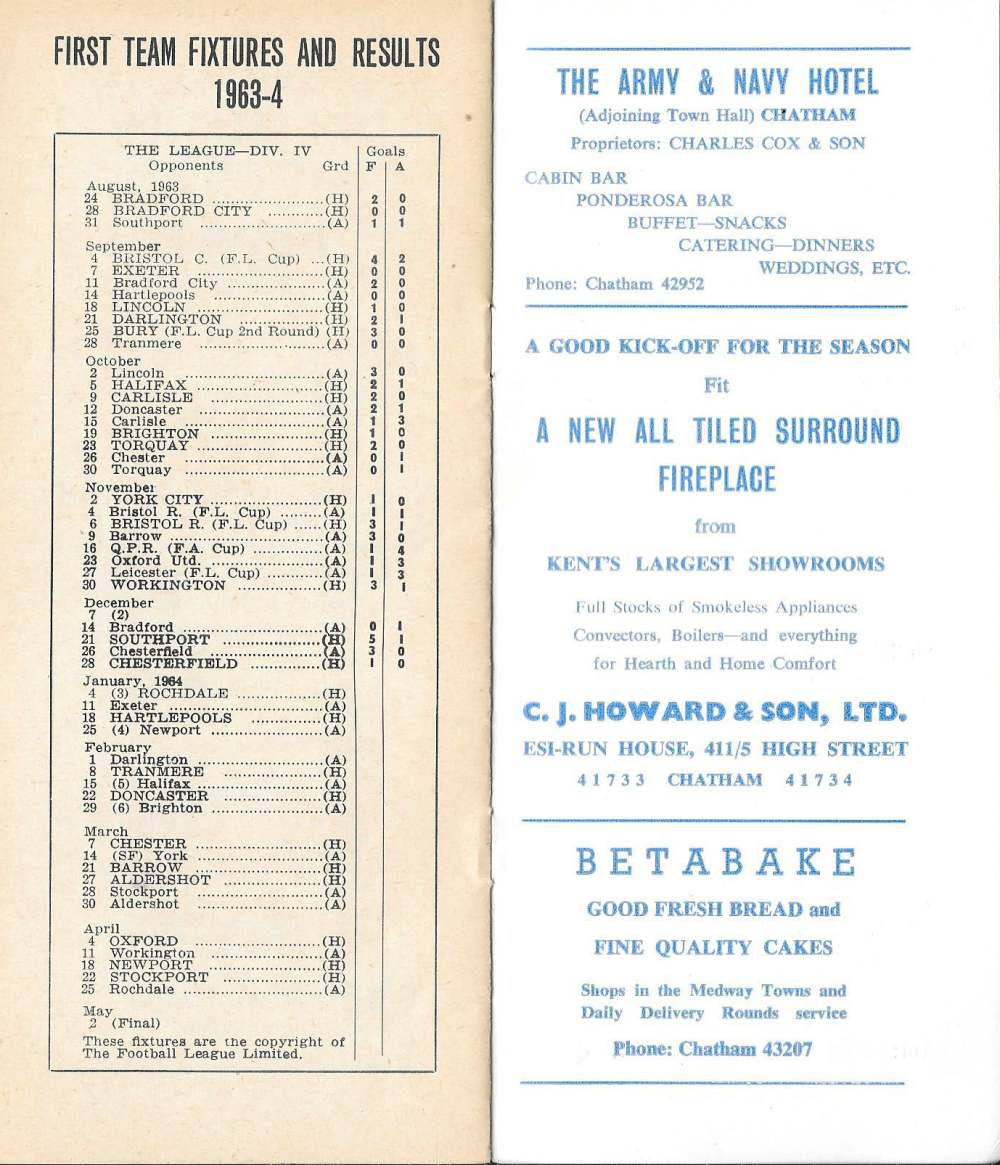 FIRST TEAM FIXTURES AND RESULTS
1963-4
THE LEAGUE—DIV. IV Goals
Opponents Grd F A
August, 1963
24 BRADFORD ......................(H) 2 0
28 BRADFORD CITY ...........(H) 0 0
31 Southport .........................(A) 1 1
September
4 BRISTOL C. (F.L. Cup) ...(H) 4 2
7 EXETER .........................(H) 0 0
11 Bradford City .....................(A) 2 0
14 Hartlepools ......................(A) 0 0
18 LINCOLN .........................(H) 1 0
21 DARLINGTON ................(H) 2 1
25 BURY (F.L. Cup 2nd Round) (H) 3 0
28 Tranmere .........................(A) 0 0
October
2 Lincoln ............................(A) 3 0
5 HALIFAX .........................(H) 2 1
9 CARLISLE ......................(H) 2 0
12 Doncaster .........................(A) 2 1
15 Carlisle ............................(A) 1 3
19 BRIGHTON ......................(H) 1 0
23 TORQUAY .........................(H) 2 0
26 Chester ............................(A) 0 1
30 Torquay ............................(A) 0 1
November
2 YORK CITY ......................(H) 1 0
4 Bristol R. (F.L. Cup) ........(A) 1 1
6 BRISTOL R. (F.L. Cup) ......(H) 3 1
9 Barrow ............................(A) 3 0
16 Q.P.R. (F.A. Cup) ..............(A) 1 4
23 Oxford Utd. ......................(A) 1 3
27 Leicester (F.L. Cup) ...........(A) 1 3
30 WORKINGTON ................(H) 3 1
December
7 (2)
14 Bradford ............................(A) 0 1
21 SOUTHPORT ...................(H) 5 1
26 Chesterfield ......................(A) 3 0
28 CHESTERFIELD ..............(H) 1 0
January, 1964
4 (3) ROCHDALE .................(H)
11 Exeter ............................(A)
18 HARTLEPOOLS ..............(H)
25 (4) Newport ......................(A)
February
1 Darlington .........................(A)
8 TRANMERE ...................(H)
15 (5) Halifax .........................(A)
22 DONCASTER ...................(H)
29 (6) Brighton ......................(A)
March
7 CHESTER ......................(H)
14 (SF) York .........................(A)
21 BARROW .........................(H)
27 ALDERSHOT ...................(H)
28 Stockport .........................(A)
30 Aldershot .........................(A)
April
4 OXFORD .........................(H)
11 Workington ......................(A)
18 NEWPORT ......................(H)
22 STOCKPORT ...................(H)
25 Rochdale ............................(A)
May
2 (Final)
These fixtures are the copyright of
The Football League Limited.
THE ARMY & NAVY HOTEL
(Adjoining Town Hall) CHATHAM
Proprietors: CHARLES COX & SON
CABIN BAR
PONDEROSA BAR
BUFFET—SNACKS
CATERING—DINNERS
WEDDINGS, ETC.
Phone: Chatham 42952
A GOOD KICK-OFF FOR THE SEASON
Fit
A NEW ALL TILED SURROUND
FIREPLACE
from
KENT'S LARGEST SHOWROOMS
Full Stocks of Smokeless Appliances
Convectors, Boilers—and everything
for Hearth and Home Comfort
C. J. HOWARD & SON, LTD.
ESI-RUN HOUSE, 411/5 HIGH STREET
41733 CHATHAM 41734
BETABAKE
GOOD FRESH BREAD and
FINE QUALITY CAKES
Shops in the Medway Towns and
Daily Delivery Rounds service
Phone: Chatham 43207